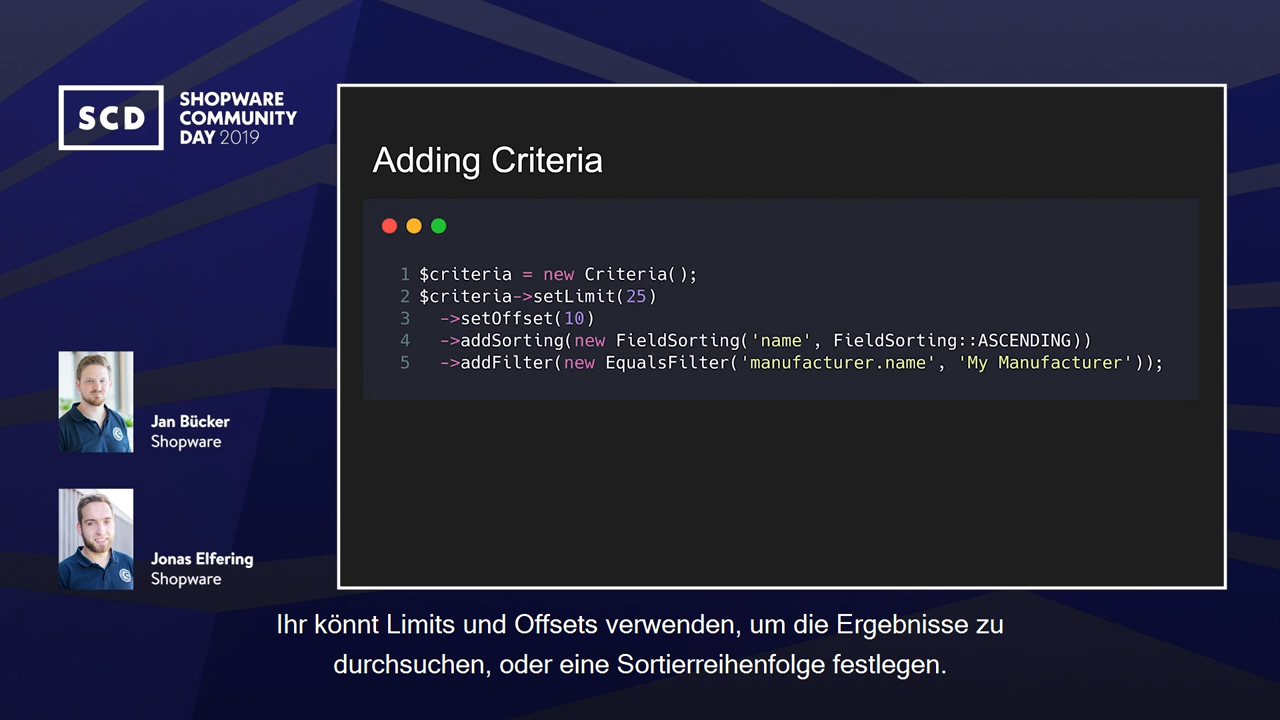 SCD
SHOPWARE
COMMUNITY
DAY 2019
Adding Criteria
1 $criteria = new Criteria();
2 $criteria->setLimit(25)
3 ->setOffset(10)
4 ->addSorting(new FieldSorting('name', FieldSorting::ASCENDING))
5 ->addFilter(new EqualsFilter('manufacturer.name', 'My Manufacturer'));
Jan Bücker
Shopware
Jonas Elfering
Shopware
Ihr könnt Limits und Offsets verwenden, um die Ergebnisse zu
durchsuchen, oder eine Sortierreihenfolge festlegen.